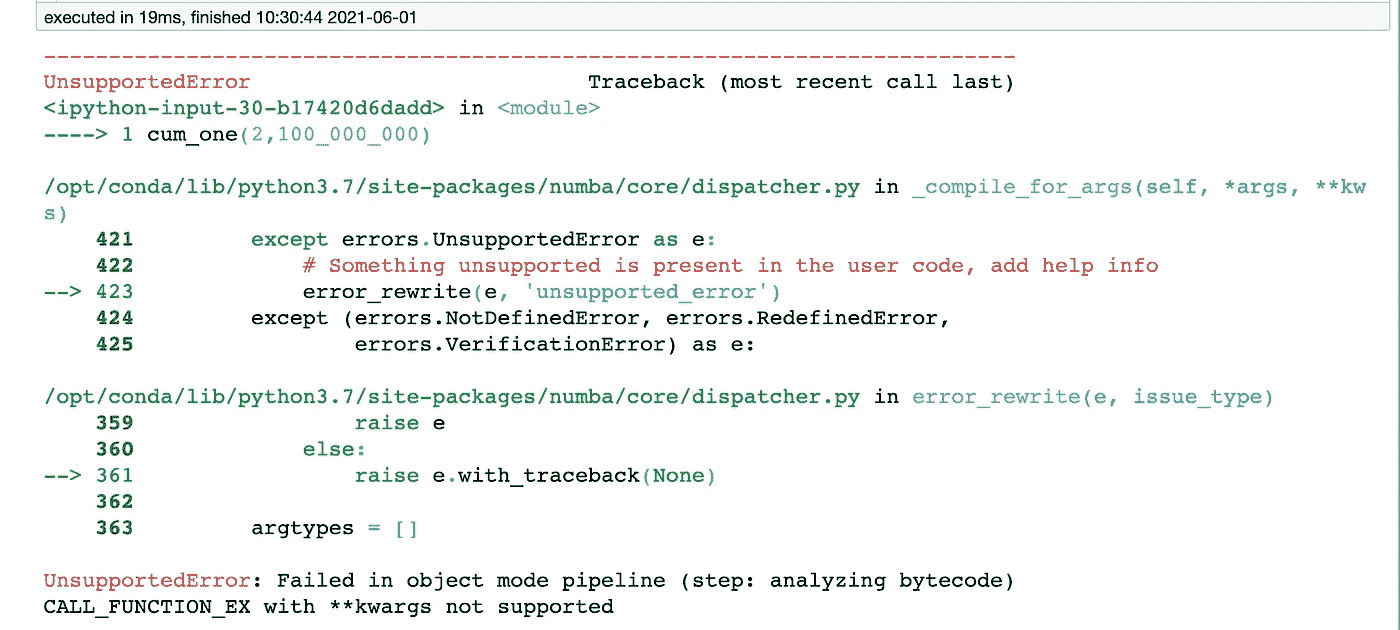 executed in 19ms, finished 10:30:44 2021-06-01
---------------------------------------------------------------------------
UnsupportedError                          Traceback (most recent call last)
<ipython-input-30-b17420d6dadd> in <module>
----> 1 cum_one(2,100_000_000)

/opt/conda/lib/python3.7/site-packages/numba/core/dispatcher.py in _compile_for_args(self, *args, **kw
s)
    421         except errors.UnsupportedError as e:
    422             # Something unsupported is present in the user code, add help info
--> 423             error_rewrite(e, 'unsupported_error')
    424         except (errors.NotDefinedError, errors.RedefinedError,
    425                 errors.VerificationError) as e:

/opt/conda/lib/python3.7/site-packages/numba/core/dispatcher.py in error_rewrite(e, issue_type)
    359                 raise e
    360             else:
--> 361                 raise e.with_traceback(None)
    362
    363         argtypes = []

UnsupportedError: Failed in object mode pipeline (step: analyzing bytecode)
CALL_FUNCTION_EX with **kwargs not supported